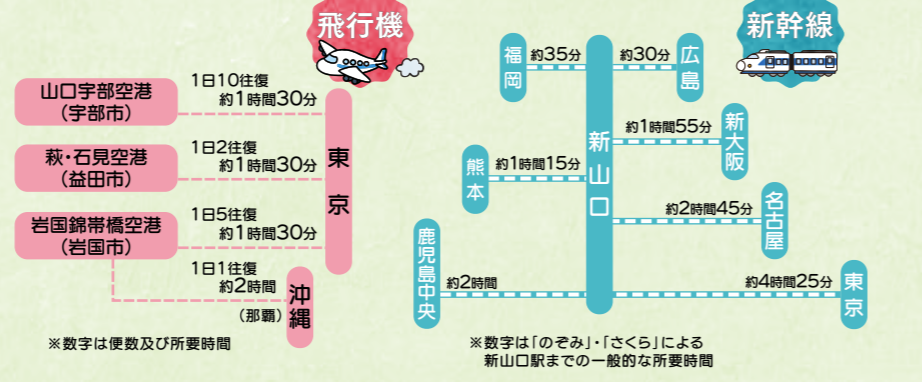 飛行機
山口宇部空港
（宇部市）
1日10往復
約1時間30分
萩・石見空港
（益田市）
1日2往復
約1時間30分
岩国錦帯橋空港
（岩国市）
1日5往復
約1時間30分
東京
1日1往復
約2時間
（那覇）
沖縄
※数字は便数及び所要時間
新幹線
福岡
約35分
約30分
広島
新山口
約1時間55分
新大阪
熊本
約1時間15分
約2時間45分
名古屋
鹿児島中央
約2時間
約4時間25分
東京
※数字は「のぞみ」・「さくら」による
新山口駅までの一般的な所要時間